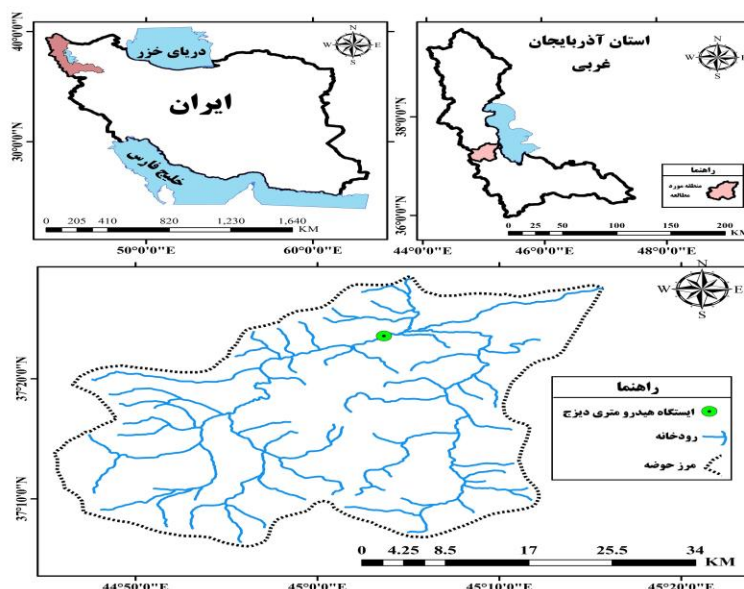 40°0'0"N
30°0'0"N
N
W
E
S
دریای خزر
ایران
خلیج فارس
0 205 410 820 1,230 1,640
KM
50°0'0"E 60°0'0"E
38°0'0"N
36°0'0"N
استان آذربایجان
غربی
N
W
E
S
راهنما
منطقه مورد
مطالعه
0 25 50 100 150 200
KM
44°0'0"E 46°0'0"E 48°0'0"E
37°20'0"N
37°10'0"N
N
W
E
S
راهنما
ایستگاه هیدرو متری دیزج
رودخانه
مرز حوضه
0 4.25 8.5 17 25.5 34
KM
44°50'0"E 45°0'0"E 45°10'0"E 45°20'0"E